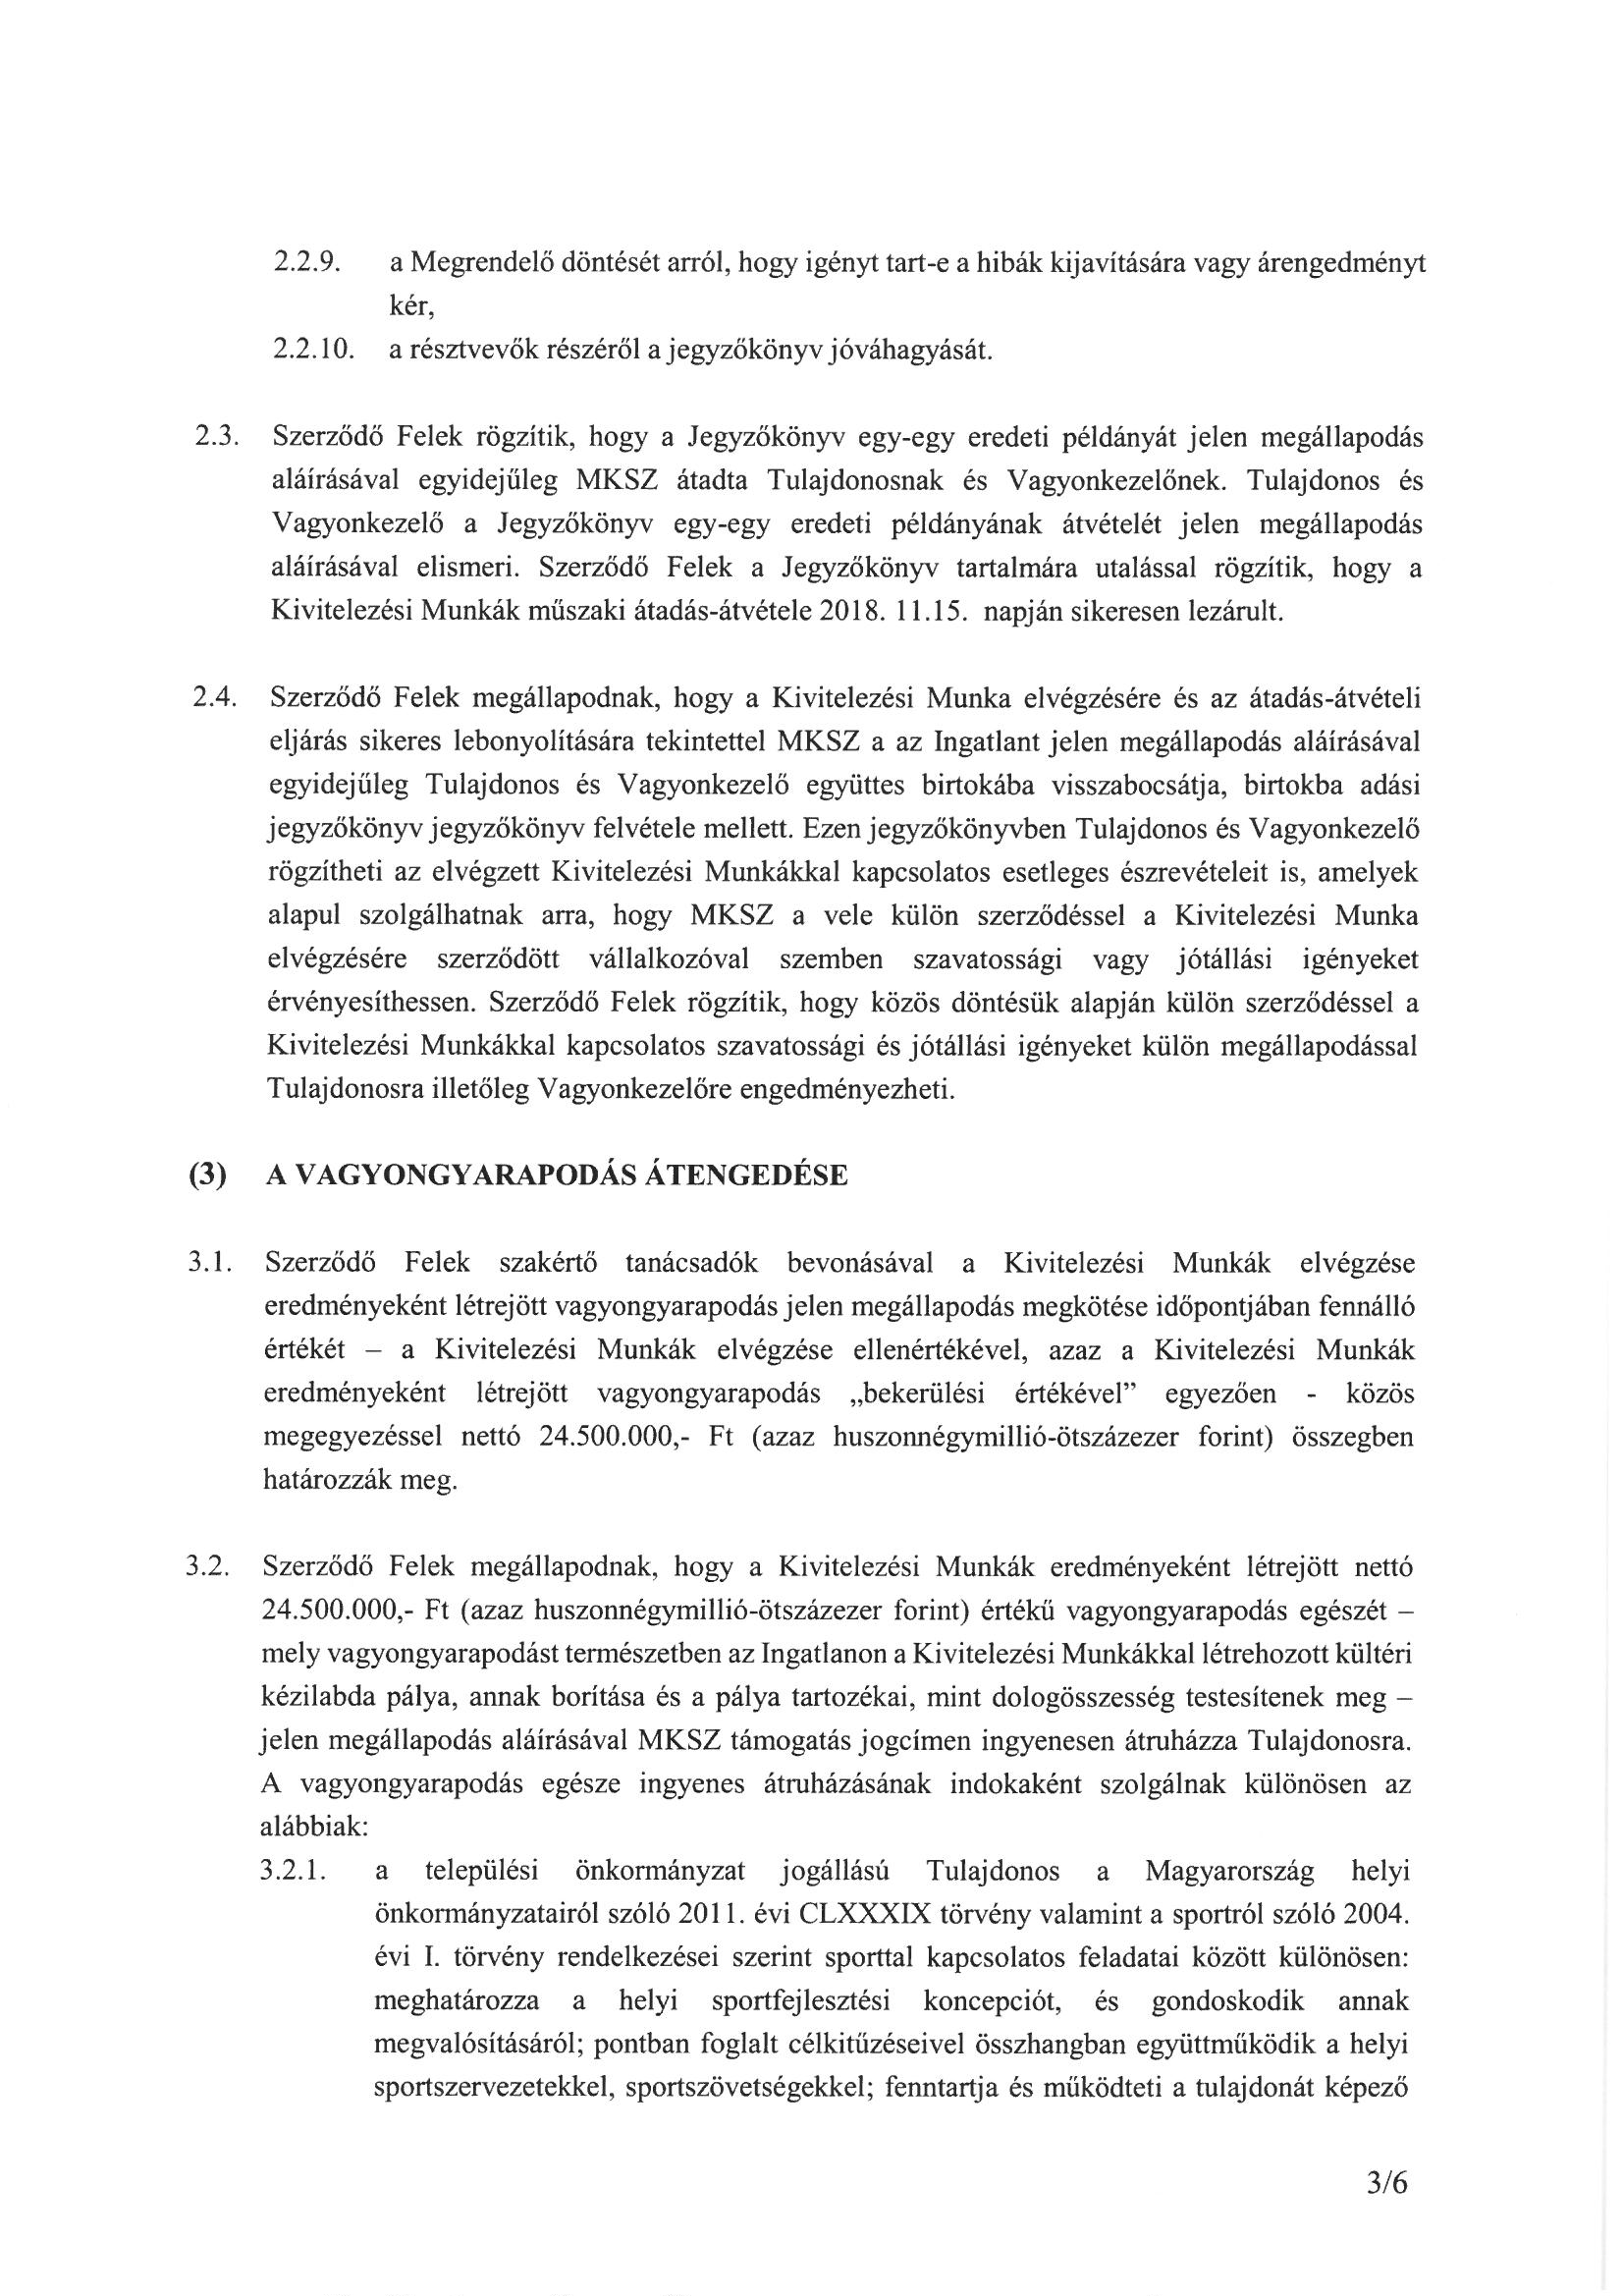 2.2.9. a Megrendelő döntését arról, hogy igényt tart-e a hibák kijavítására vagy árengedményt
kér,
2.2.10. a résztvevők részéről a jegyzőkönyv jóváhagyását.
2.3. Szerződő Felek rögzítik, hogy a Jegyzőkönyv egy-egy eredeti példányát jelen megállapodás
aláírásával egyidejűleg MKSZ átadta Tulajdonosnak és Vagyonkezelőnek. Tulajdonos és
Vagyonkezelő a Jegyzőkönyv egy-egy eredeti példányának átvételét jelen megállapodás
aláírásával elismeri. Szerződő Felek a Jegyzőkönyv tartalmára utalással rögzítik, hogy a
Kivitelezési Munkák műszaki átadás-átvétele 2018. 11.15. napján sikeresen lezárult.
2.4. Szerződő Felek megállapodnak, hogy a Kivitelezési Munka elvégzésére és az átadás-átvételi
eljárás sikeres lebonyolítására tekintettel MKSZ a az Ingatlant jelen megállapodás aláírásával
egyidejűleg Tulajdonos és Vagyonkezelő együttes birtokába visszabocsátja, birtokba adási
jegyzőkönyv jegyzőkönyv felvétele mellett. Ezen jegyzőkönyvben Tulajdonos és Vagyonkezelő
rögzítheti az elvégzett Kivitelezési Munkákkal kapcsolatos esetleges észrevételeit is, amelyek
alapul szolgálhatnak arra, hogy MKSZ a vele külön szerződéssel a Kivitelezési Munka
elvégzésére szerződött vállalkozóval szemben szavatossági vagy jótállási igényeket
érvényesíthessen. Szerződő Felek rögzítik, hogy közös döntésük alapján külön szerződéssel a
Kivitelezési Munkákkal kapcsolatos szavatossági és jótállási igényeket külön megállapodással
Tulajdonosra illetőleg Vagyonkezelőre engedményezheti.
(3) A VAGYONGYARAPODÁS ÁTENGEDÉSE
3.1. Szerződő Felek szakértő tanácsadók bevonásával a Kivitelezési Munkák elvégzése
eredményeként létrejött vagyongyarapodás jelen megállapodás megkötése időpontjában fennálló
értékét – a Kivitelezési Munkák elvégzése ellenértékével, azaz a Kivitelezési Munkák
eredményeként létrejött vagyongyarapodás „bekerülési értékével” egyezően - közös
megegyezéssel nettó 24.500.000,- Ft (azaz huszonnégymillió-ötszázezer forint) összegben
határozzák meg.
3.2. Szerződő Felek megállapodnak, hogy a Kivitelezési Munkák eredményeként létrejött nettó
24.500.000,- Ft (azaz huszonnégymillió-ötszázezer forint) értékű vagyongyarapodás egészét –
mely vagyongyarapodást természetben az Ingatlanon a Kivitelezési Munkákkal létrehozott kültéri
kézilabda pálya, annak borítása és a pálya tartozékai, mint dologösszesség testesítenek meg –
jelen megállapodás aláírásával MKSZ támogatás jogcímen ingyenesen átruházza Tulajdonosra.
A vagyongyarapodás egésze ingyenes átruházásának indokaként szolgálnak különösen az
alábbiak:
3.2.1. a települési önkormányzat jogállású Tulajdonos a Magyarország helyi
önkormányzatairól szóló 2011. évi CLXXXIX törvény valamint a sportról szóló 2004.
évi I. törvény rendelkezései szerint sporttal kapcsolatos feladatai között különösen:
meghatározza a helyi sportfejlesztési koncepciót, és gondoskodik annak
megvalósításáról; pontban foglalt célkitűzéseivel összhangban együttműködik a helyi
sportszervezetekkel, sportszövetségekkel; fenntartja és működteti a tulajdonát képező
3/6